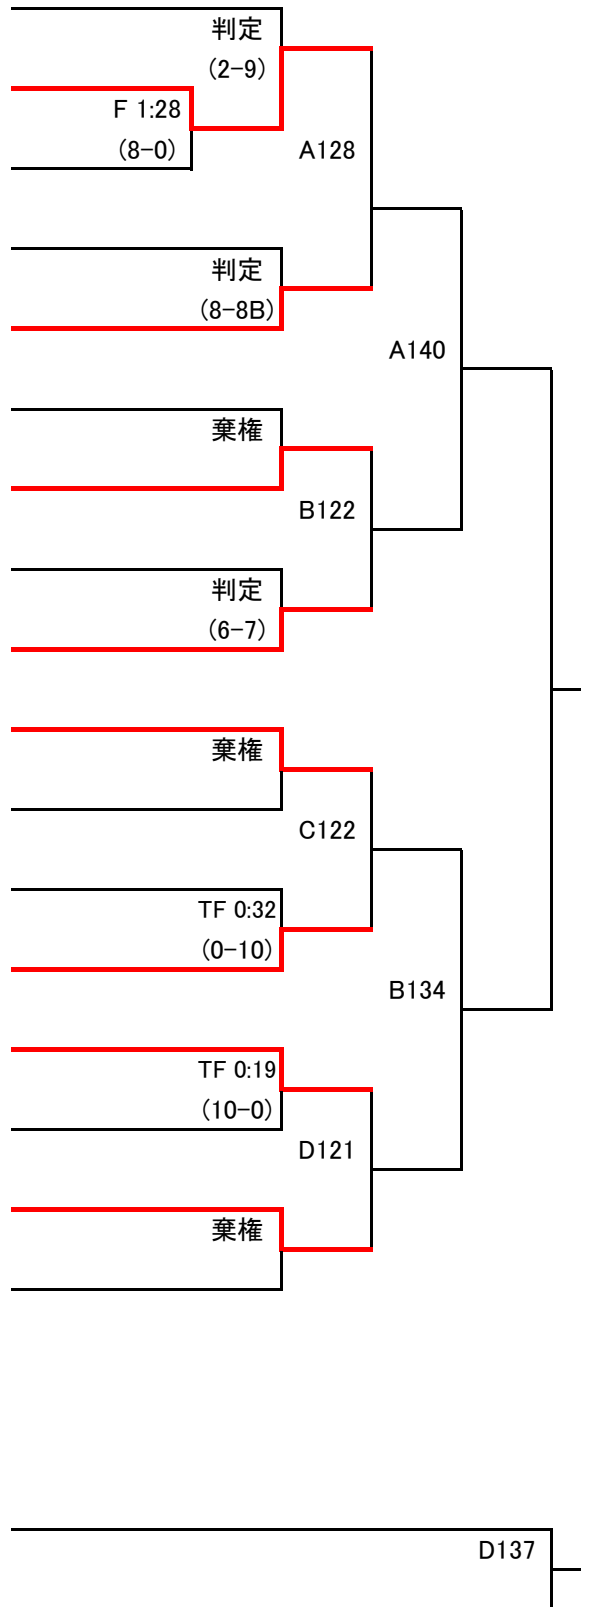 判定
(2-9)
F 1:28
(8-0)
A128
判定
(8-8B)
A140
棄権
B122
判定
(6-7)
棄権
C122
TF 0:32
(0-10)
B134
TF 0:19
(10-0)
D121
棄権
D137